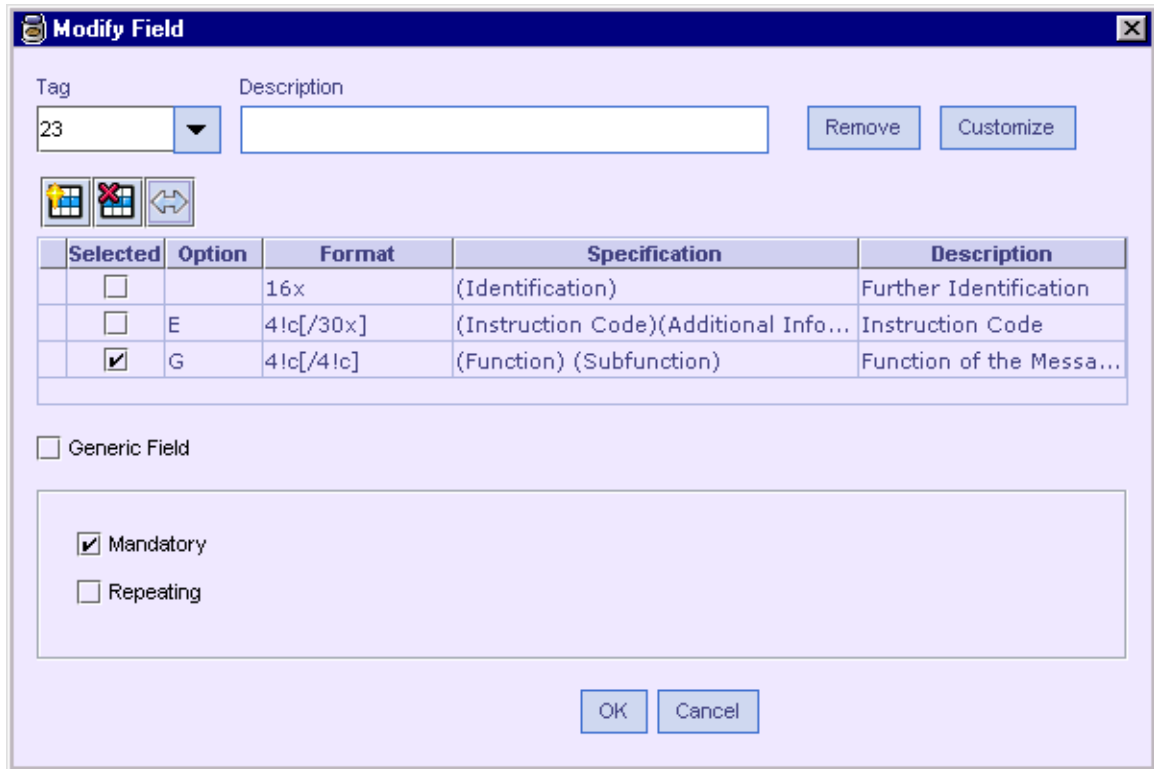 Modify Field
Tag Description
23 Remove Customize
Selected Option Format Specification Description
16x (Identification) Further Identification
E 4!c[/30x] (Instruction Code)(Additional Info... Instruction Code
G 4!c[/4!c] (Function) (Subfunction) Function of the Messa...
Generic Field
Mandatory
Repeating
OK Cancel